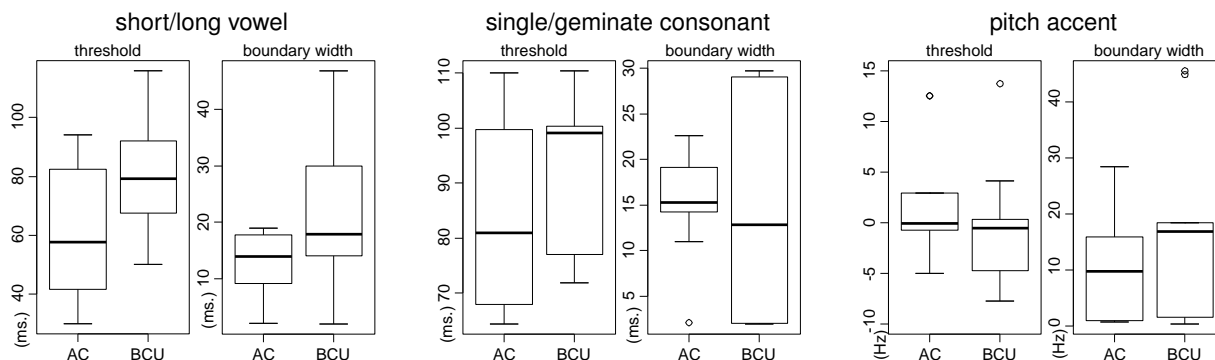 short/long vowel
threshold
boundary width
40
60
80
100
(ms.)
AC
BCU
10
20
30
40
(ms.)
AC
BCU
single/geminate consonant
threshold
boundary width
70
80
90
100
110
(ms.)
AC
BCU
5
10
15
20
25
30
(ms.)
AC
BCU
pitch accent
threshold
boundary width
-10
-5
0
5
10
15
(Hz)
AC
BCU
0
10
20
30
40
(Hz)
AC
BCU